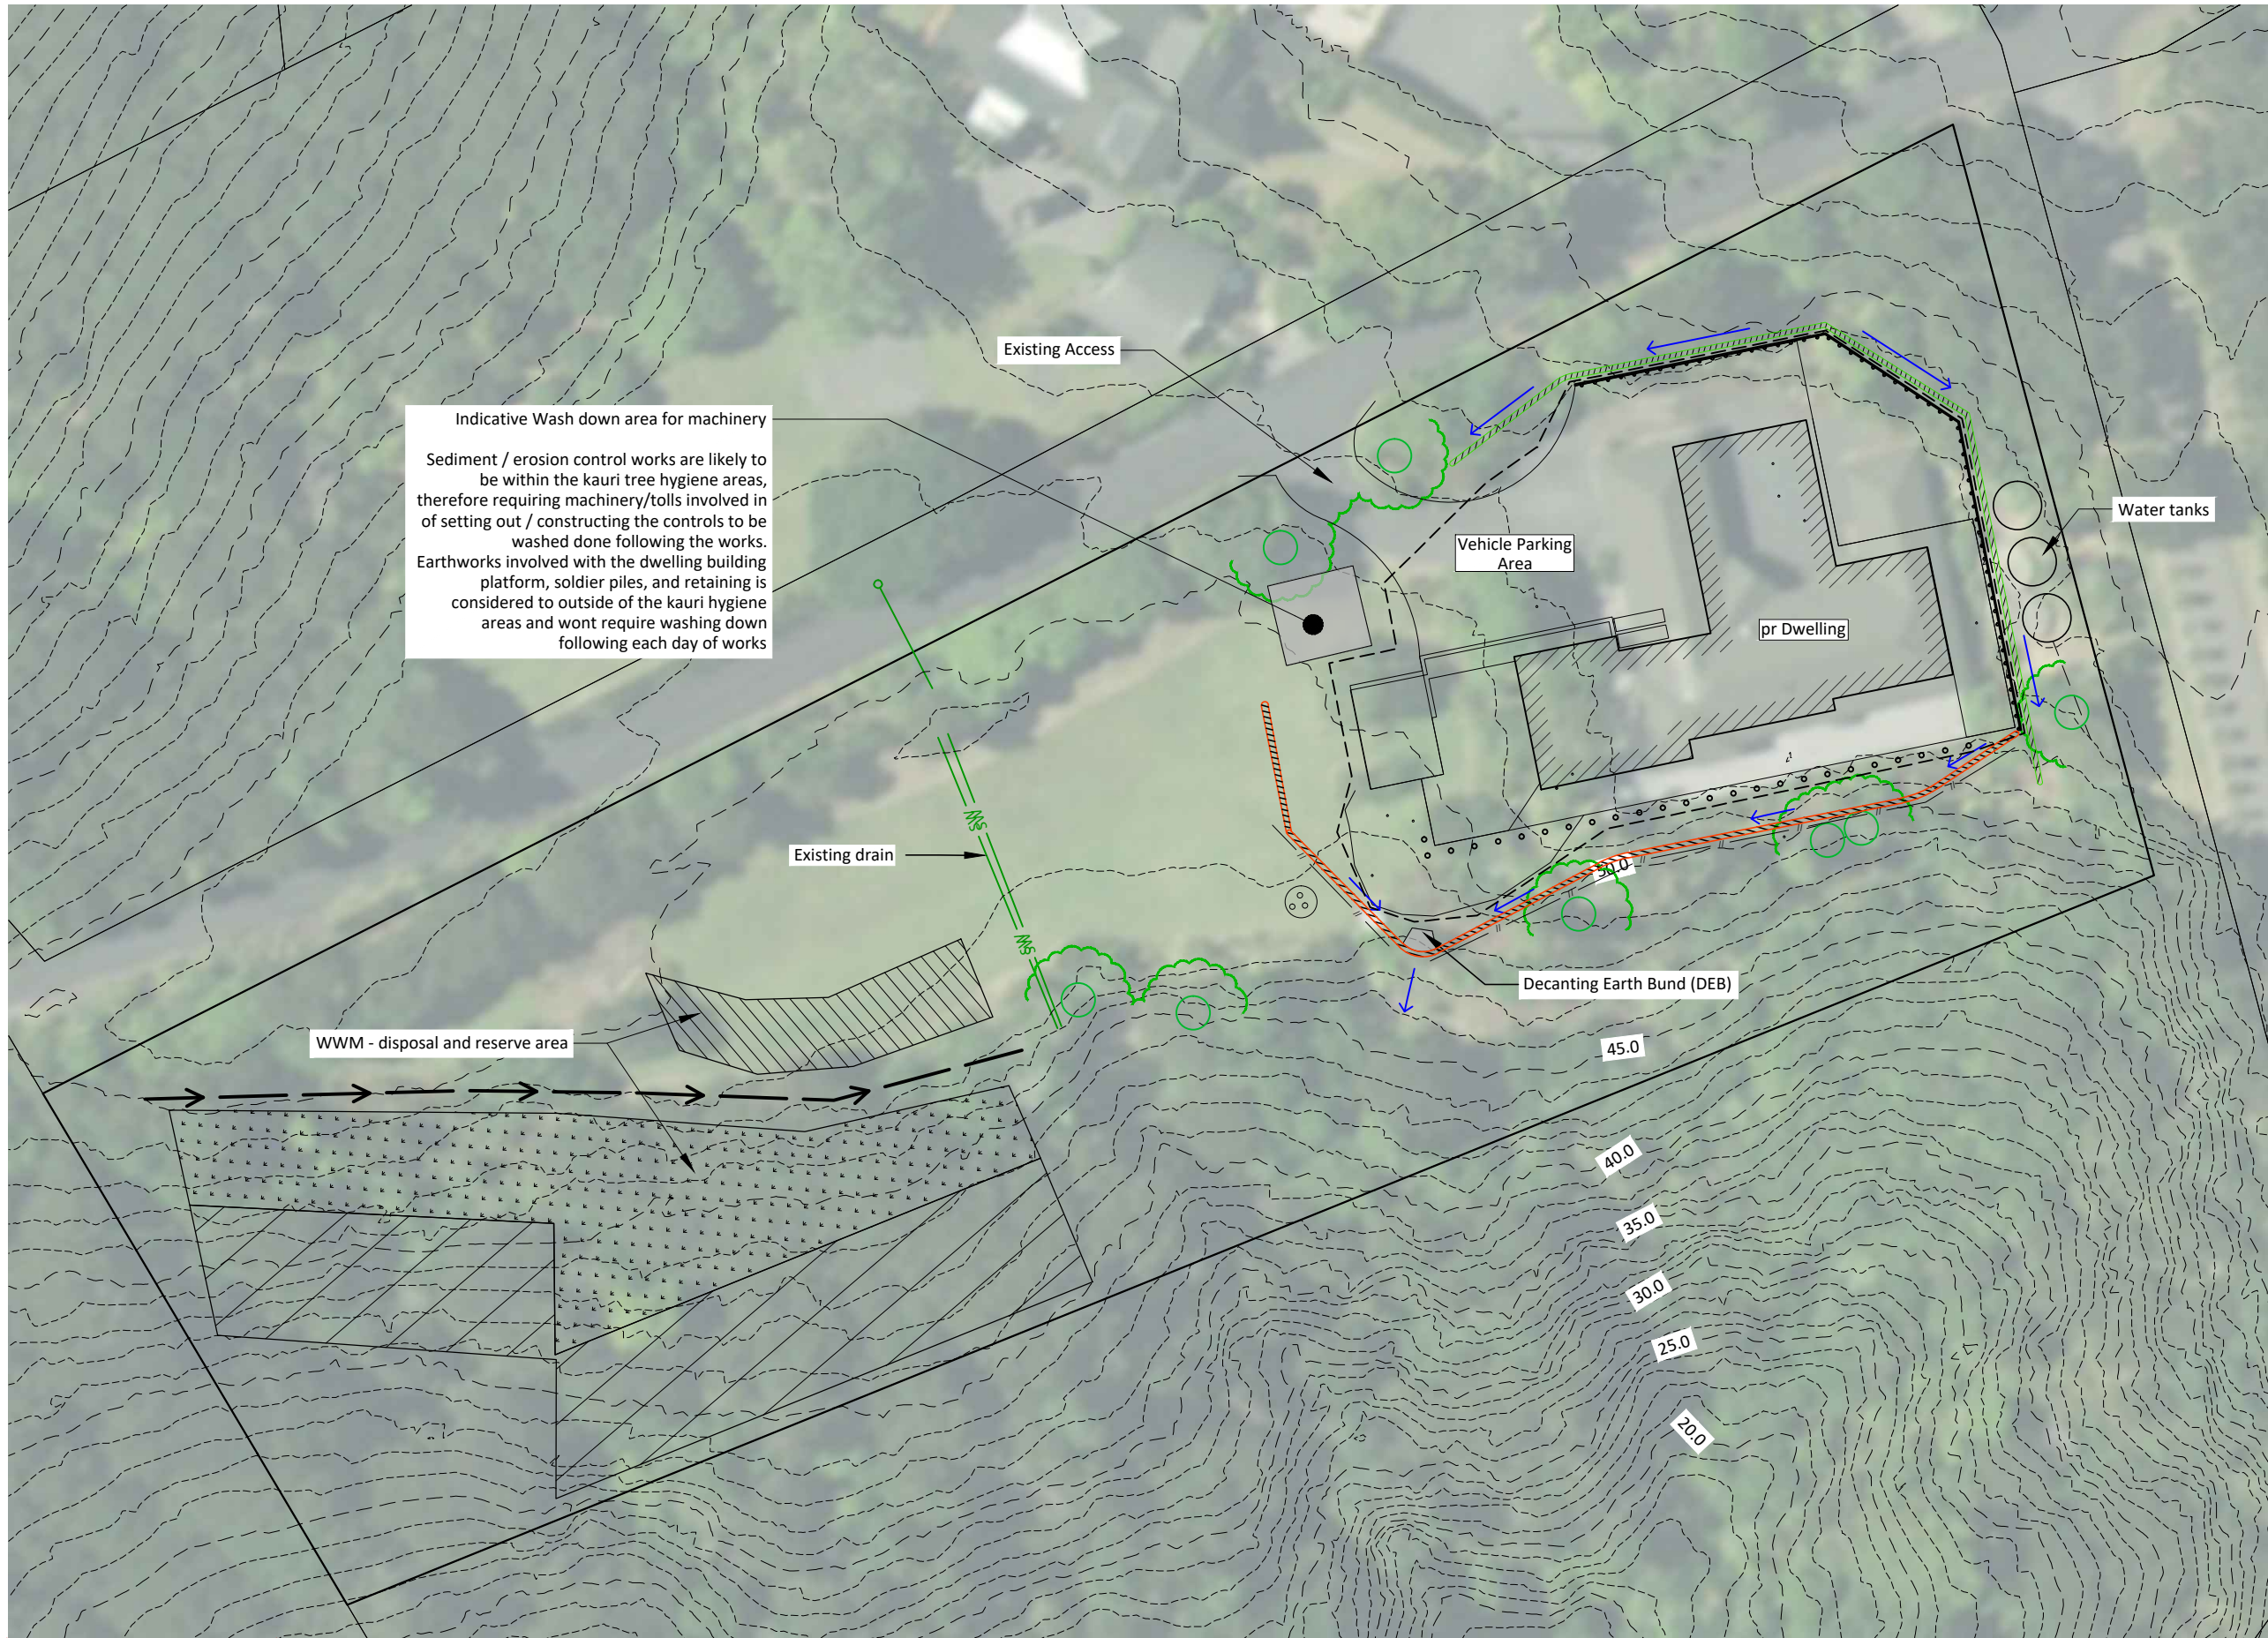 Existing Access
Indicative Wash down area for machinery
Sediment / erosion control works are likely to
be within the kauri tree hygiene areas,
therefore requiring machinery/tolls involved in
of setting out / constructing the controls to be
washed done following the works.
Earthworks involved with the dwelling building
platform, soldier piles, and retaining is
considered to outside of the kauri hygiene
areas and wont require washing down
following each day of works
Water tanks
Vehicle Parking
Area
pr Dwelling
SW
Existing drain
50.0
SW
Decanting Earth Bund (DEB)
WWM - disposal and reserve area
45.0
40.0
35.0
30.0
25.0
20.0